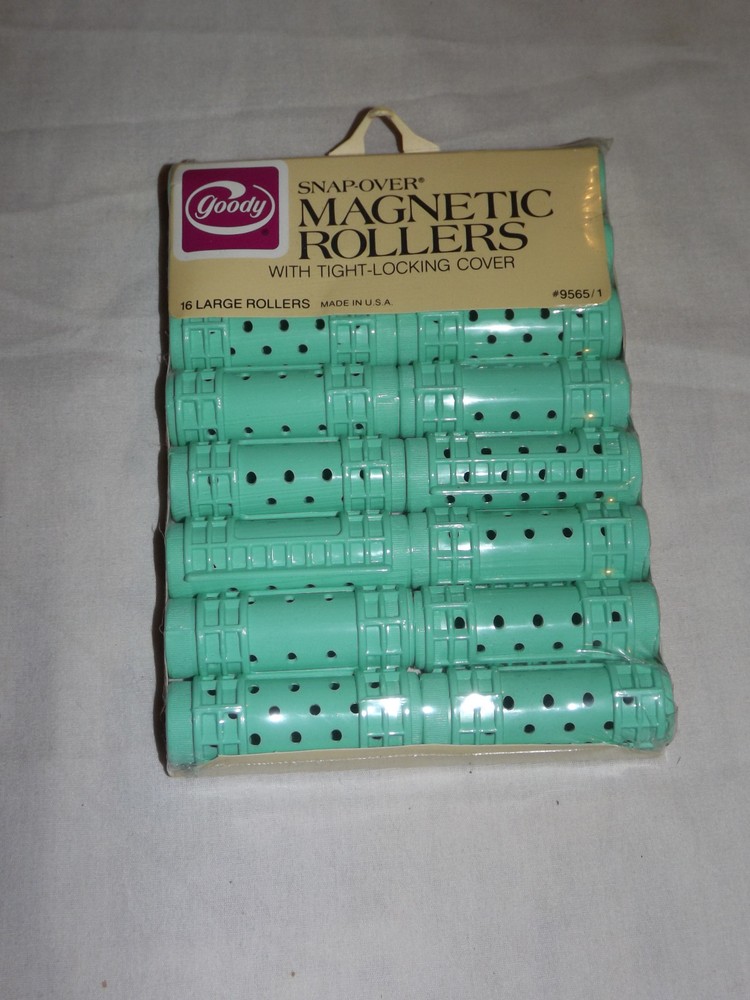 goody®
SNAP-OVER®
MAGNETIC
ROLLERS
WITH TIGHT-LOCKING COVER
16 LARGE ROLLERS MADE IN U.S.A. #9565/1